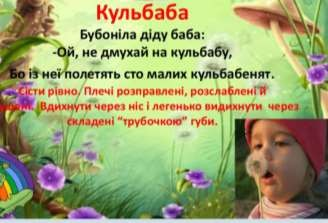 Кульбаба
Бубоніла діду баба:
-Ой, не дмухай на кульбабу,
Бо із неї полетять сто малих кульбабенят.
Сісти рівно. Плечі розправлені, розслаблені й
Вдихнути через ніс і легенько видихнути через
складені “трубочкою” губи.